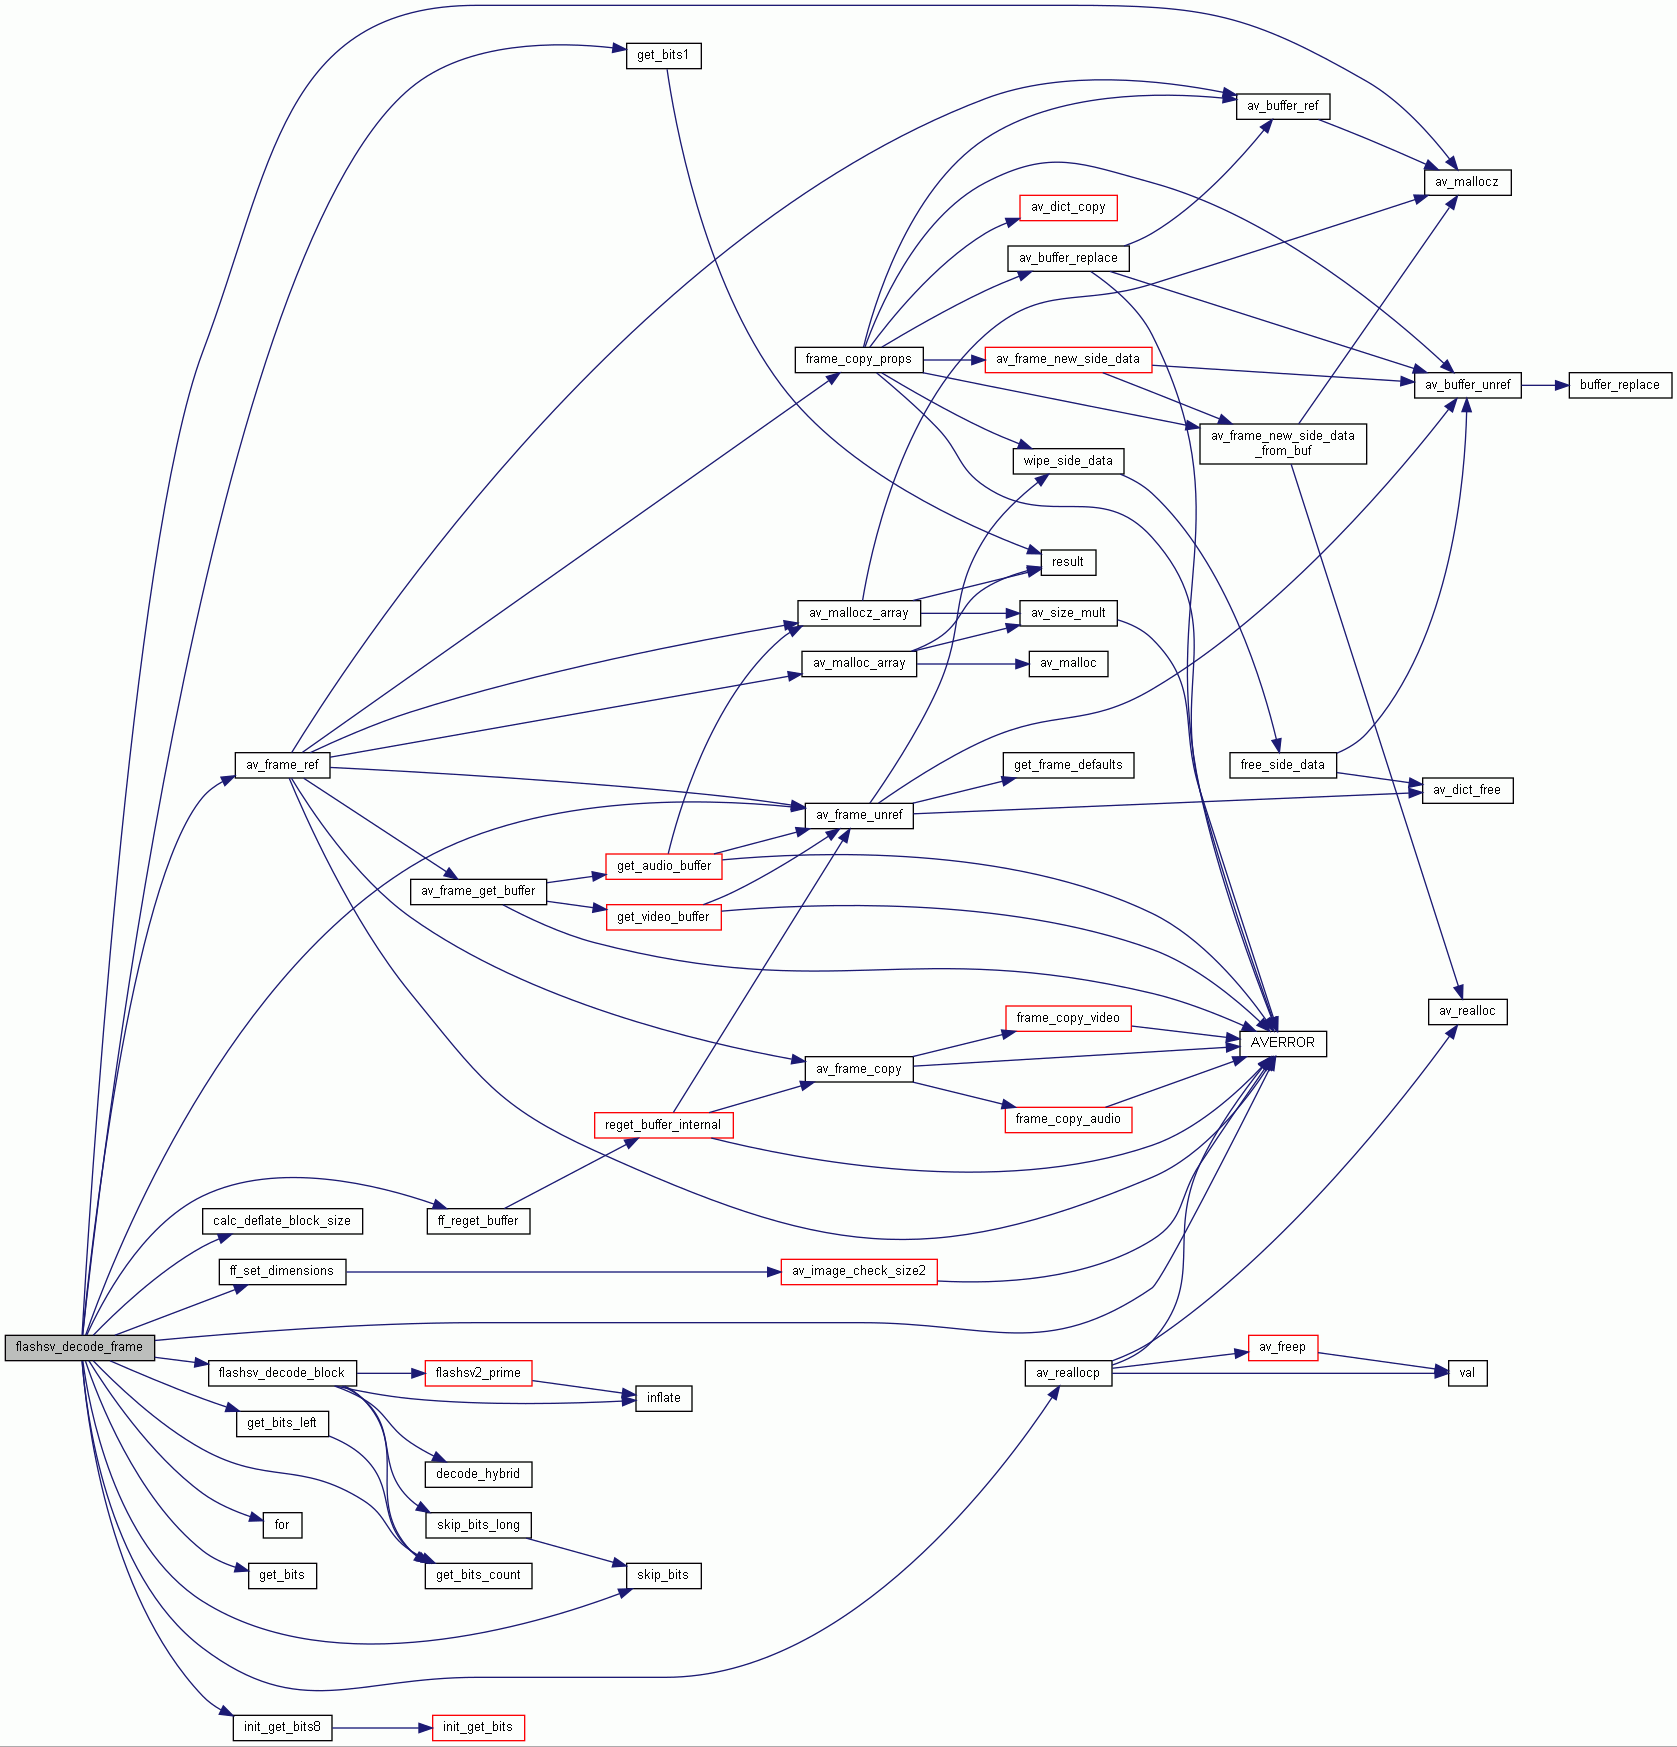 get_bits1
av_buffer_ref
av_mallocz
av_dict_copy
av_buffer_replace
frame_copy_props
av_frame_new_side_data
av_buffer_unref
buffer_replace
av_frame_new_side_data
_from_buf
wipe_side_data
result
av_mallocz_array
av_size_mult
av_malloc_array
av_malloc
av_frame_ref
get_frame_defaults
free_side_data
av_dict_free
av_frame_unref
get_audio_buffer
av_frame_get_buffer
get_video_buffer
av_realloc
frame_copy_video
AVERROR
av_frame_copy
frame_copy_audio
reget_buffer_internal
calc_deflate_block_size
ff_reget_buffer
ff_set_dimensions
av_image_check_size2
flashsv_decode_frame
av_freep
flashsv_decode_block
flashsv2_prime
av_reallocp
val
inflate
get_bits_left
decode_hybrid
for
skip_bits_long
get_bits
get_bits_count
skip_bits
init_get_bits8
init_get_bits